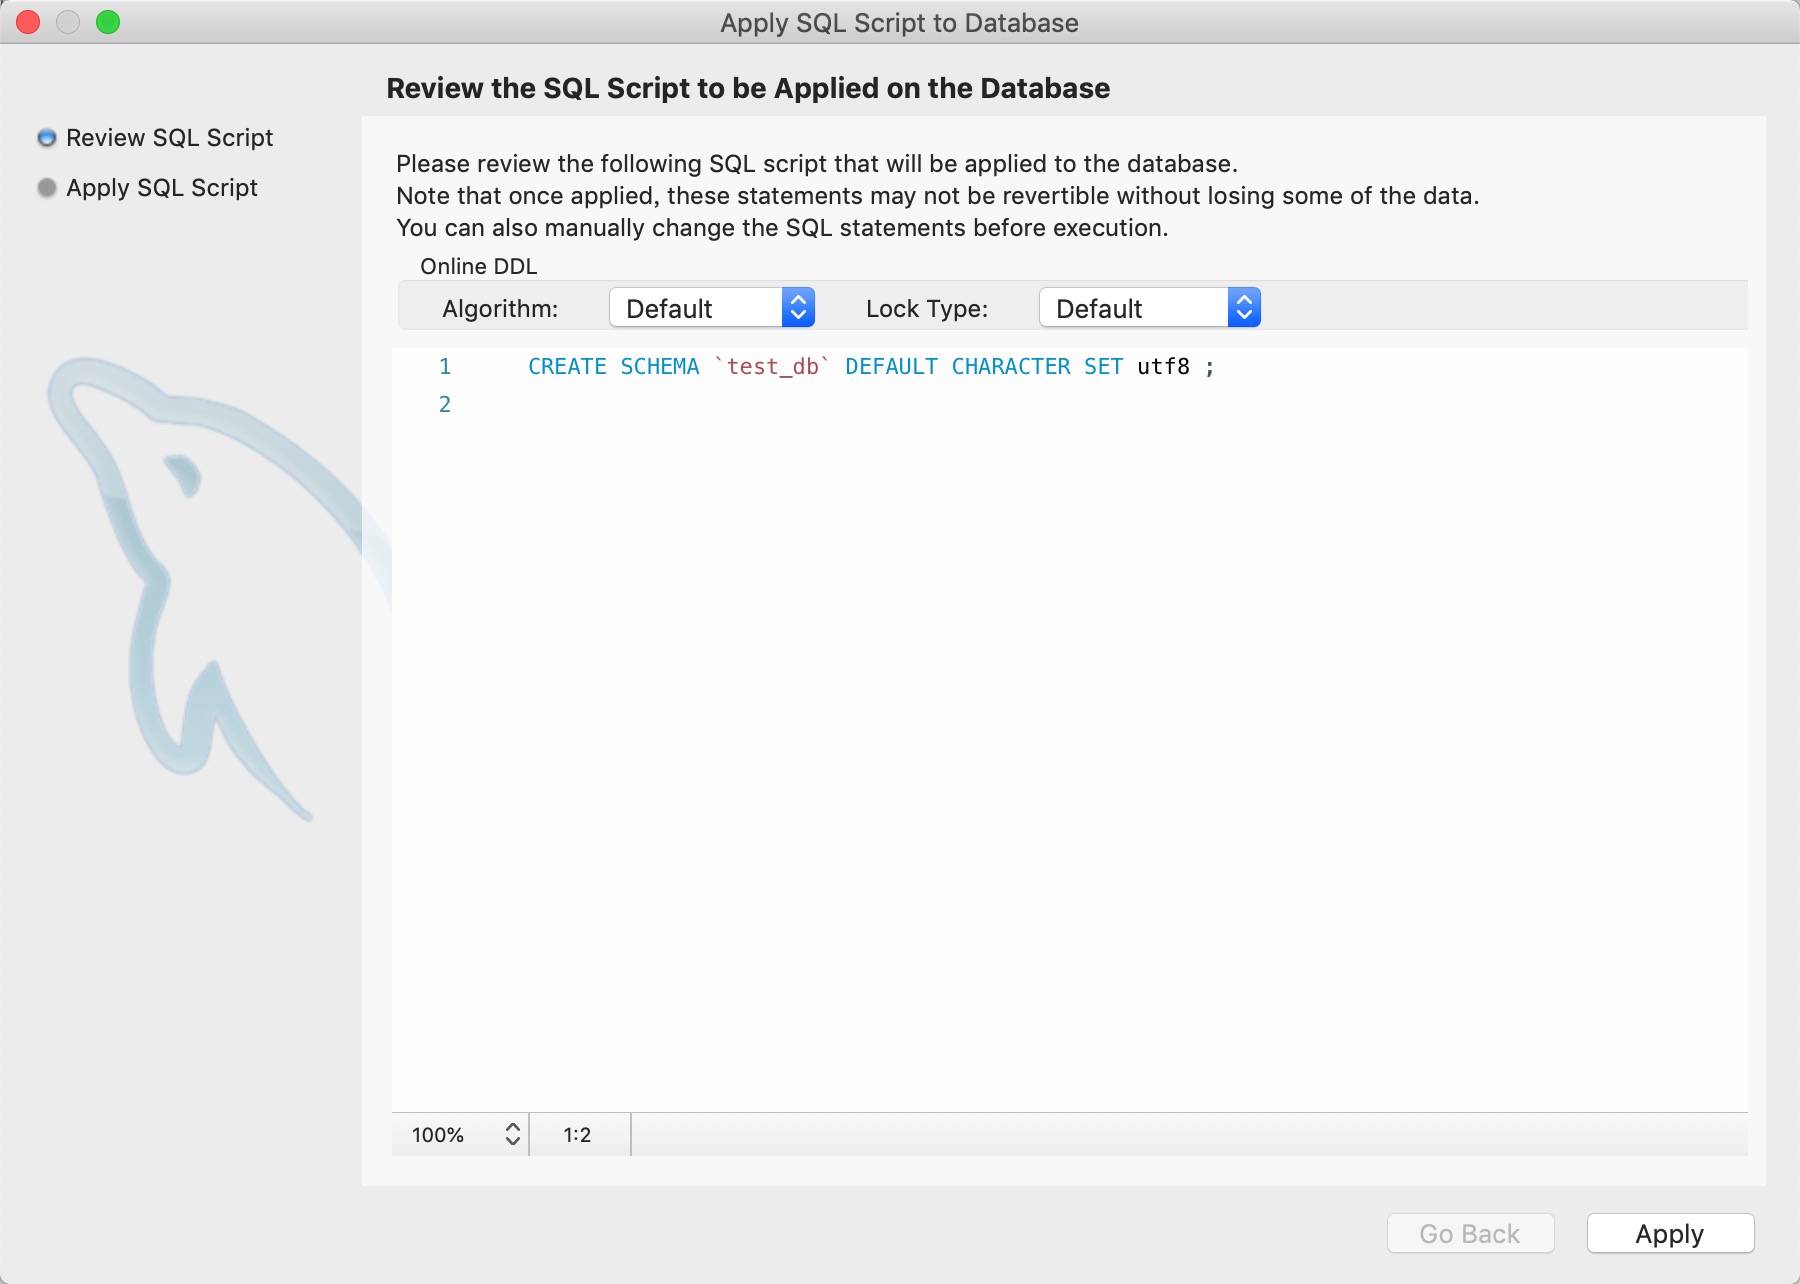 Apply SQL Script to Database
Review the SQL Script to be Applied on the Database
Review SQL Script
Apply SQL Script
Please review the following SQL script that will be applied to the database.
Note that once applied, these statements may not be revertible without losing some of the data.
You can also manually change the SQL statements before execution.
Online DDL
Algorithm: Default Lock Type: Default
1 CREATE SCHEMA `test_db` DEFAULT CHARACTER SET utf8 ;
2
100% 1:2
Go Back Apply